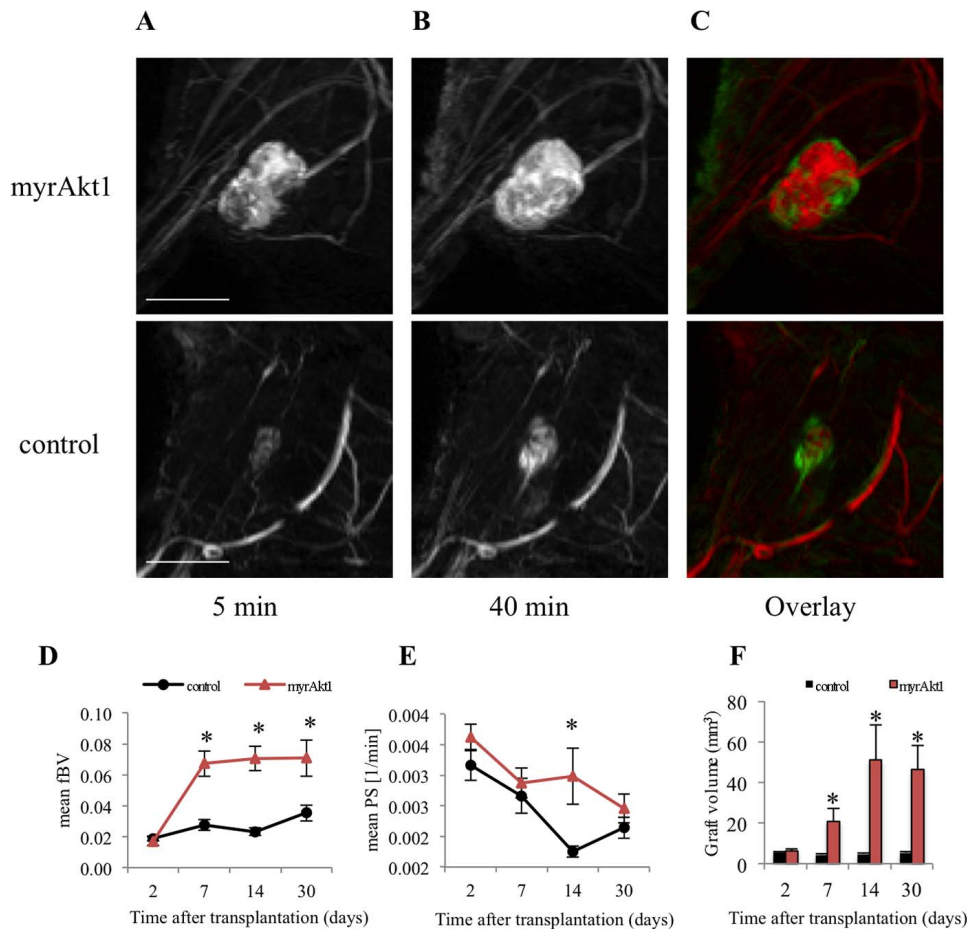 A B C
myrAkt1
control
5 min 40 min Overlay
D E F
control myrAkt1
control
myrAkt1
mean fBV
0.10
0.08
0.06
0.04
0.02
0.00
2 7 14 30
* * *
Time after transplantation (days)
mean PS [1/min]
0.004
0.004
0.003
0.003
0.002
0.002
2 7 14 30
*
Time after transplantation (days)
Graft volume (mm³)
80
60
40
20
0
2 7 14 30
* * *
Time after transplantation (days)